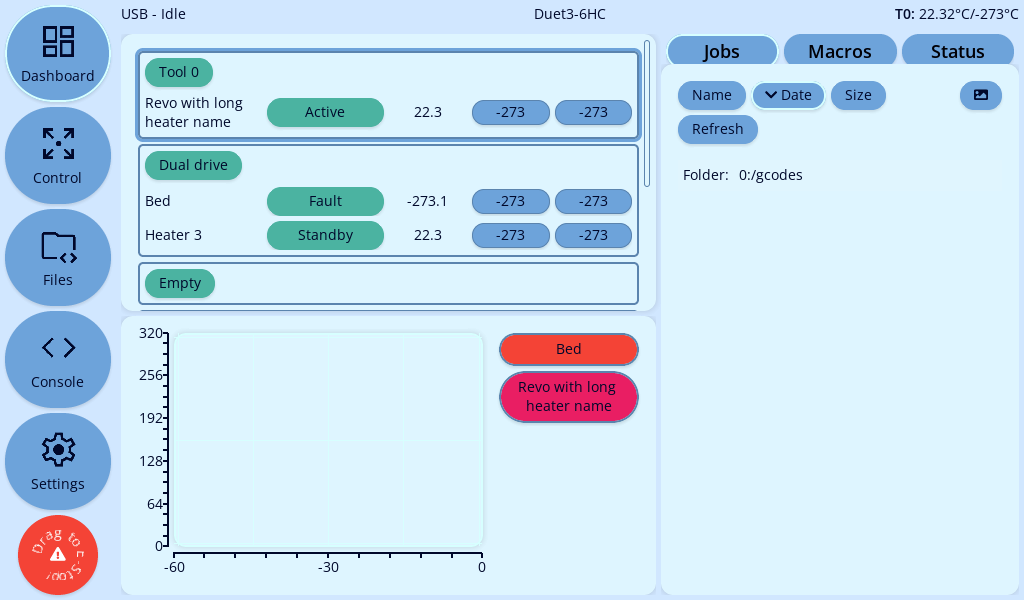 USB - Idle
Duet3-6HC
T0: 22.32°C/-273°C
Dashboard
Control
Files
Console
Settings
Drag to E-Stop!
Tool 0
Revo with long
heater name
Active
22.3
-273
-273
Dual drive
Bed
Fault
-273.1
-273
-273
Heater 3
Standby
22.3
-273
-273
Empty
320
256
192
128
64
0
-60
-30
0
Bed
Revo with long
heater name
Jobs
Macros
Status
Name
Date
Size
Refresh
Folder: 0:/gcodes